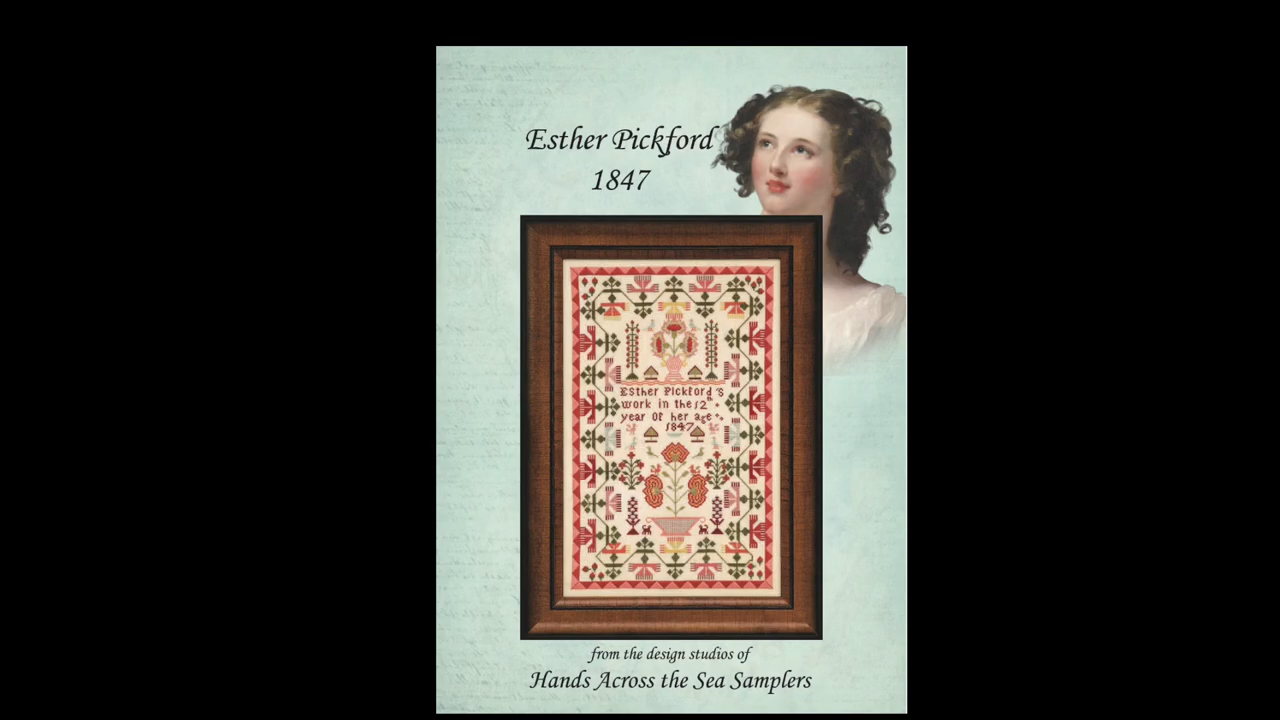 Esther Pickford
1847
Esther Pickford's
work in the 12th
year of her age
1847
from the design studios of
Hands Across the Sea Samplers